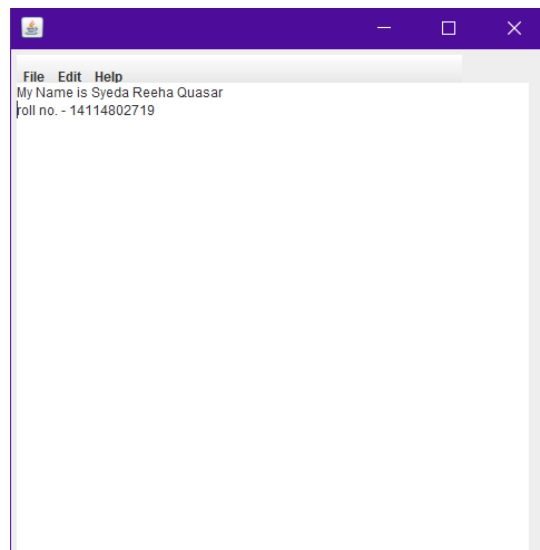 File Edit Help
My Name is Syeda Reeha Quasar
roll no. - 14114802719